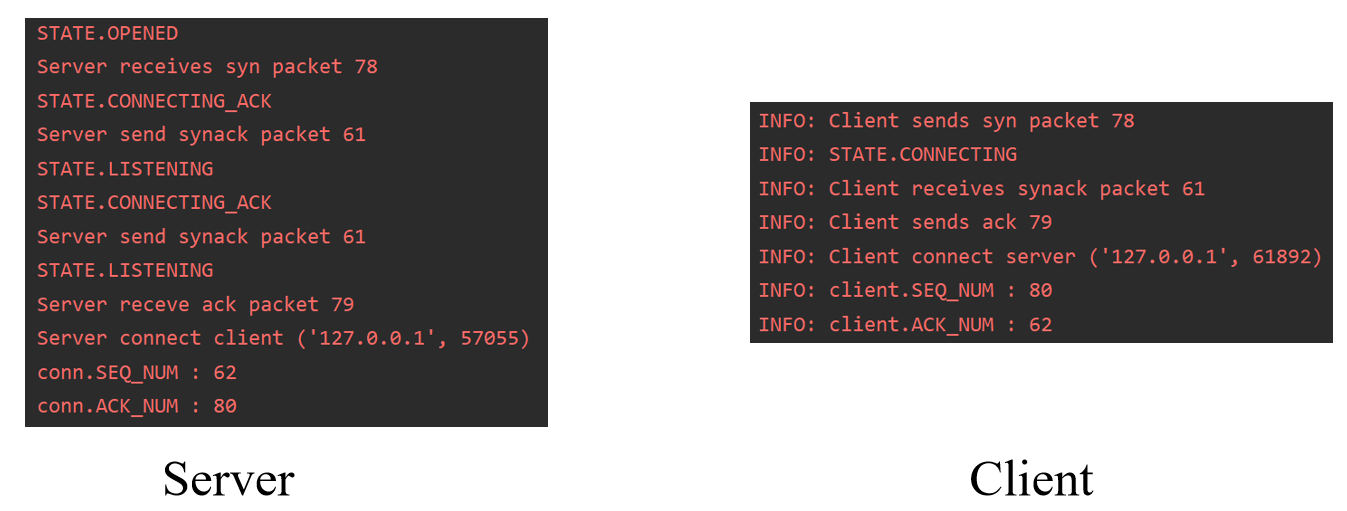 STATE.OPENED
Server receives syn packet 78
STATE.CONNECTING_ACK
Server send synack packet 61
STATE.LISTENING
STATE.CONNECTING_ACK
Server send synack packet 61
STATE.LISTENING
Server receve ack packet 79
Server connect client ('127.0.0.1', 57055)
conn.SEQ_NUM : 62
conn.ACK_NUM : 80
Server
INFO: Client sends syn packet 78
INFO: STATE.CONNECTING
INFO: Client receives synack packet 61
INFO: Client sends ack 79
INFO: Client connect server ('127.0.0.1', 61892)
INFO: client.SEQ_NUM : 80
INFO: client.ACK_NUM : 62
Client